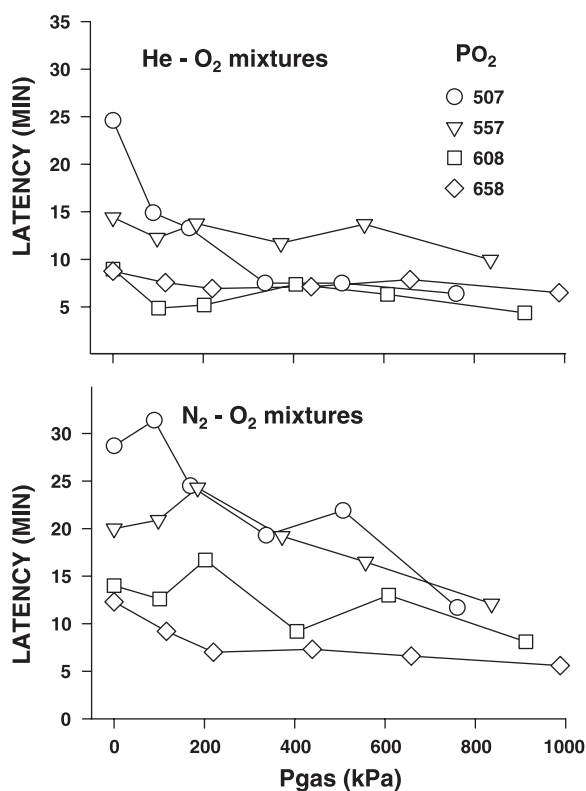 35
30
25
20
15
10
5
LATENCY (MIN)
He - O₂ mixtures
PO₂
507
557
608
658
30
25
20
15
10
5
0
LATENCY (MIN)
N₂ - O₂ mixtures
0 200 400 600 800 1000
Pgas (kPa)